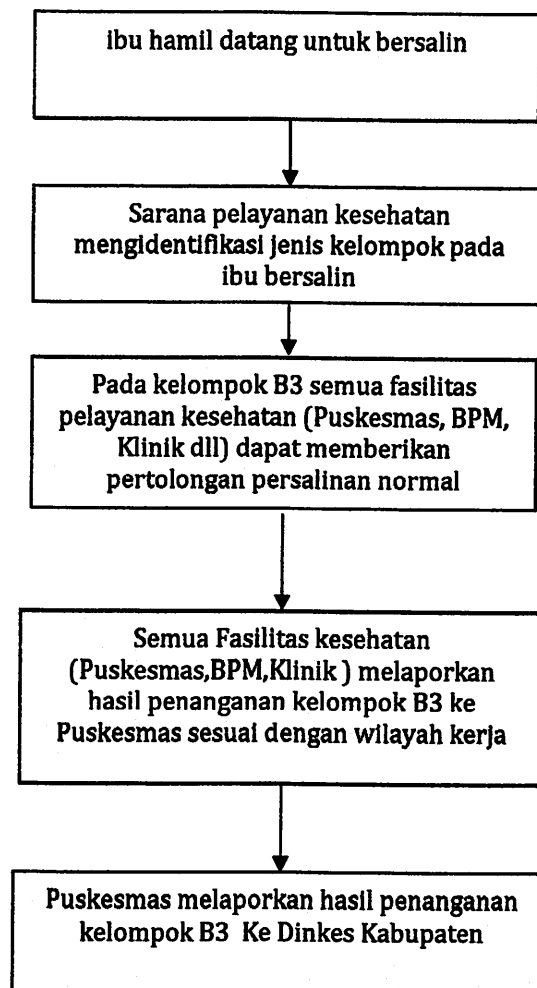 ibu hamil datang untuk bersalin
Sarana pelayanan kesehatan
mengidentifikasi jenis kelompok pada
ibu bersalin
Pada kelompok B3 semua fasilitas
pelayanan kesehatan (Puskesmas, BPM,
Klinik dll) dapat memberikan
pertolongan persalinan normal
Semua Fasilitas kesehatan
(Puskesmas,BPM,Klinik ) melaporkan
hasil penanganan kelompok B3 ke
Puskesmas sesuai dengan wilayah kerja
Puskesmas melaporkan hasil penanganan
kelompok B3 Ke Dinkes Kabupaten